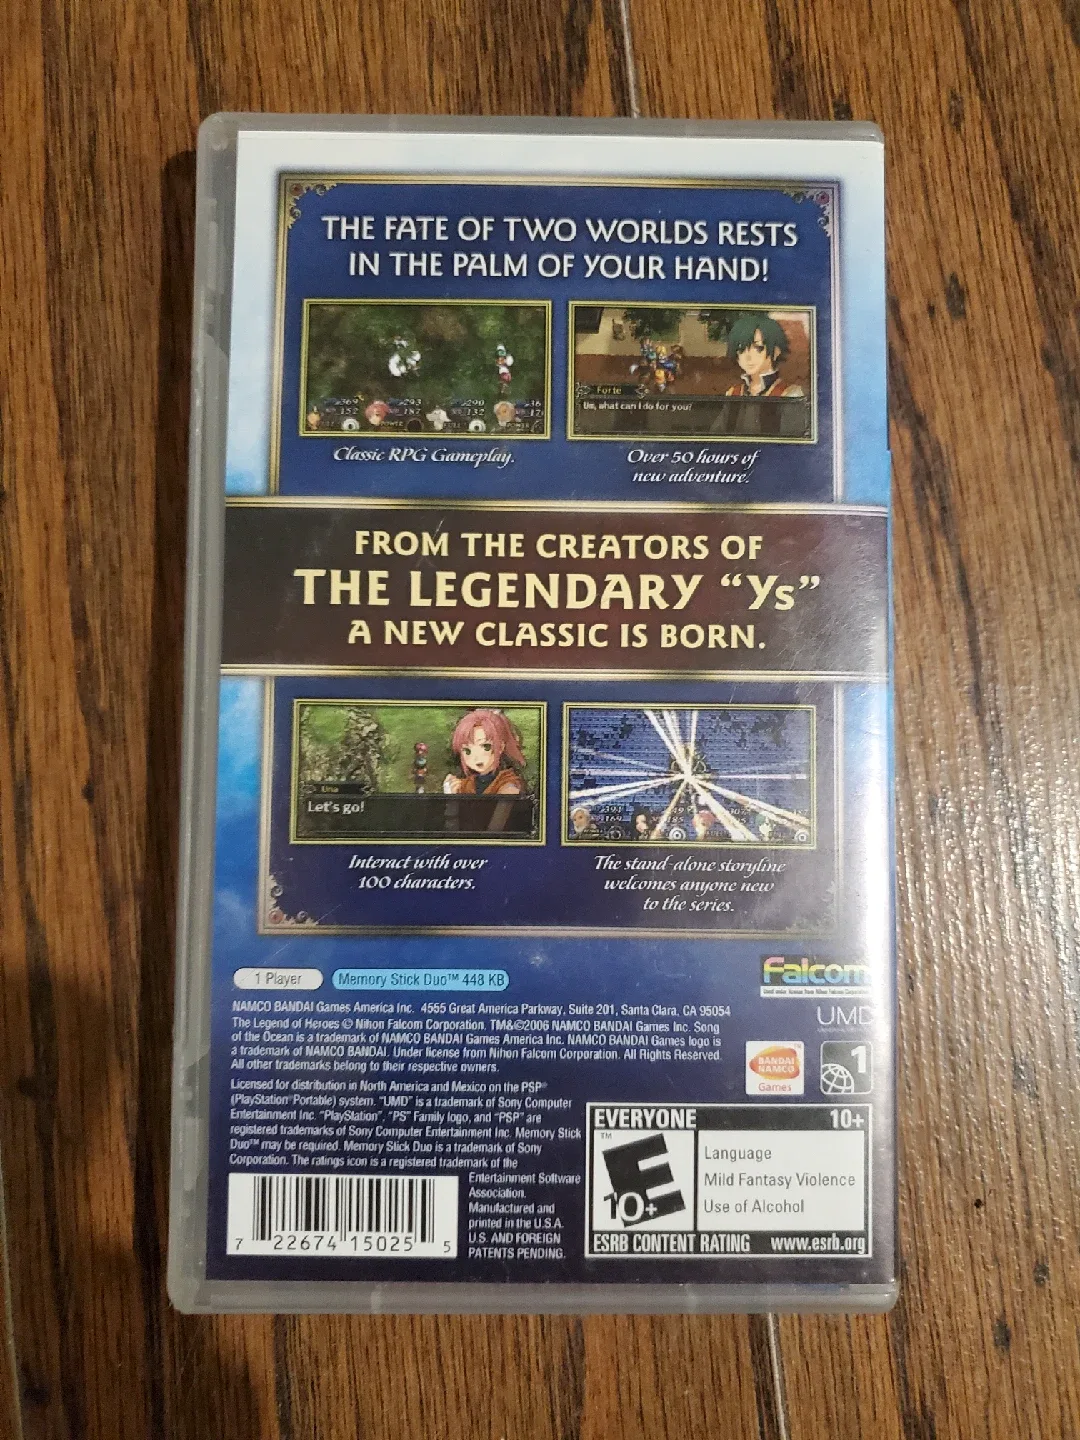 THE FATE OF TWO WORLDS RESTS
IN THE PALM OF YOUR HAND!
Forte
Classic RPG Gameplay.
Over 50 hours of
new adventure.
FROM THE CREATORS OF
THE LEGENDARY "Ys"
A NEW CLASSIC IS BORN.
Una
Let's go!
Interact with over
100 characters.
The stand-alone storyline
welcomes anyone new
to the series.
1 Player
Memory Stick Duo™ 448 KB
Falcom
UMD
NAMCO BANDAI Games America Inc. 4555 Great America Parkway, Suite 201, Santa Clara, CA 95054
The Legend of Heroes © Nihon Falcom Corporation. TM&©2006 NAMCO BANDAI Games Inc. Song
of the Ocean is a trademark of NAMCO BANDAI Games America Inc. NAMCO BANDAI Games logo is
a trademark of NAMCO BANDAI. Under license from Nihon Falcom Corporation. All Rights Reserved.
All other trademarks belong to their respective owners.
BANDAI
NAMCO
Games
1
Licensed for distribution in North America and Mexico on the PSP®
(PlayStation®Portable) system. "UMD" is a trademark of Sony Computer
Entertainment Inc. "PlayStation", "PS" Family logo, and "PSP" are
registered trademarks of Sony Computer Entertainment Inc. Memory Stick
Duo™ may be required. Memory Stick Duo is a trademark of Sony
Corporation. The ratings icon is a registered trademark of the
Entertainment Software
Association.
Manufactured and
printed in the U.S.A.
U.S. AND FOREIGN
PATENTS PENDING.
7 22674 15025 5
EVERYONE 10+
TM
E
10+
Language
Mild Fantasy Violence
Use of Alcohol
ESRB CONTENT RATING www.esrb.org